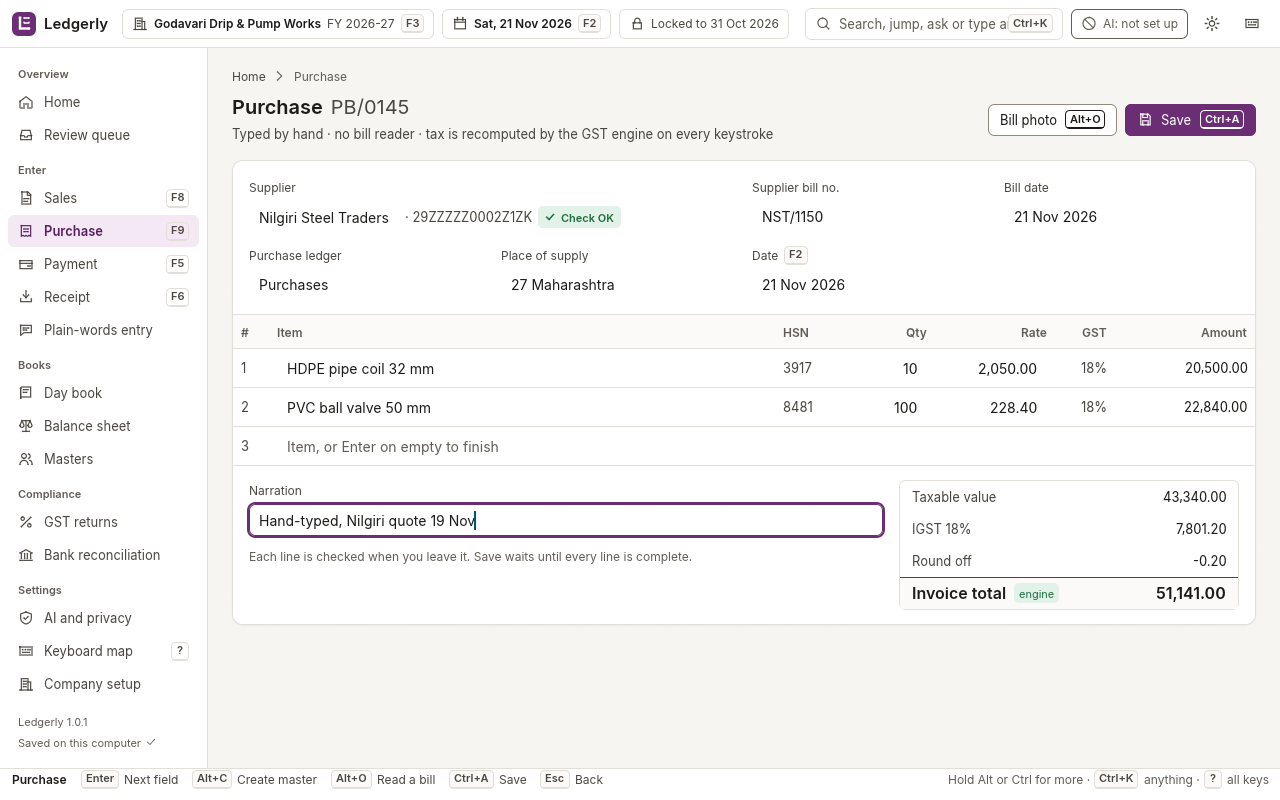 Ledgerly
Godavari Drip & Pump Works FY 2026-27 F3
Sat, 21 Nov 2026 F2
Locked to 31 Oct 2026
Search, jump, ask or type a Ctrl+K
AI: not set up
Overview
Home
Review queue
Enter
Sales F8
Purchase F9
Payment F5
Receipt F6
Plain-words entry
Books
Day book
Balance sheet
Masters
Compliance
GST returns
Bank reconciliation
Settings
AI and privacy
Keyboard map ?
Company setup
Ledgerly 1.0.1
Saved on this computer
Home Purchase
Purchase PB/0145
Typed by hand · no bill reader · tax is recomputed by the GST engine on every keystroke
Bill photo Alt+O
Save Ctrl+A
Supplier Supplier bill no. Bill date
Nilgiri Steel Traders · 29ZZZZZ0002Z1ZK Check OK NST/1150 21 Nov 2026
Purchase ledger Place of supply Date F2
Purchases 27 Maharashtra 21 Nov 2026
# Item HSN Qty Rate GST Amount
1 HDPE pipe coil 32 mm 3917 10 2,050.00 18% 20,500.00
2 PVC ball valve 50 mm 8481 100 228.40 18% 22,840.00
3 Item, or Enter on empty to finish
Narration
Hand-typed, Nilgiri quote 19 Nov
Each line is checked when you leave it. Save waits until every line is complete.
Taxable value 43,340.00
IGST 18% 7,801.20
Round off -0.20
Invoice total engine 51,141.00
Purchase Enter Next field Alt+C Create master Alt+O Read a bill Ctrl+A Save Esc Back
Hold Alt or Ctrl for more · Ctrl+K anything · ? all keys